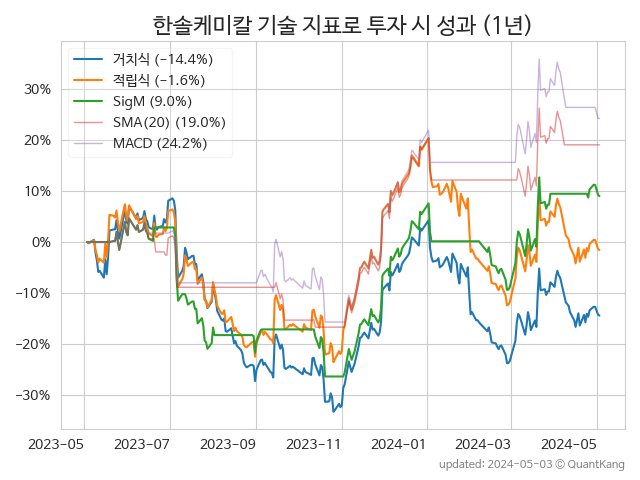 한솔케미칼 기술 지표로 투자 시 성과 (1년)
거치식 (−14.4%)
적립식 (−1.6%)
SigM (9.0%)
SMA(20) (19.0%)
MACD (24.2%)
30%
20%
10%
0%
−10%
−20%
−30%
2023-05 2023-07 2023-09 2023-11 2024-01 2024-03 2024-05
updated: 2024-05-03 © QuantKang